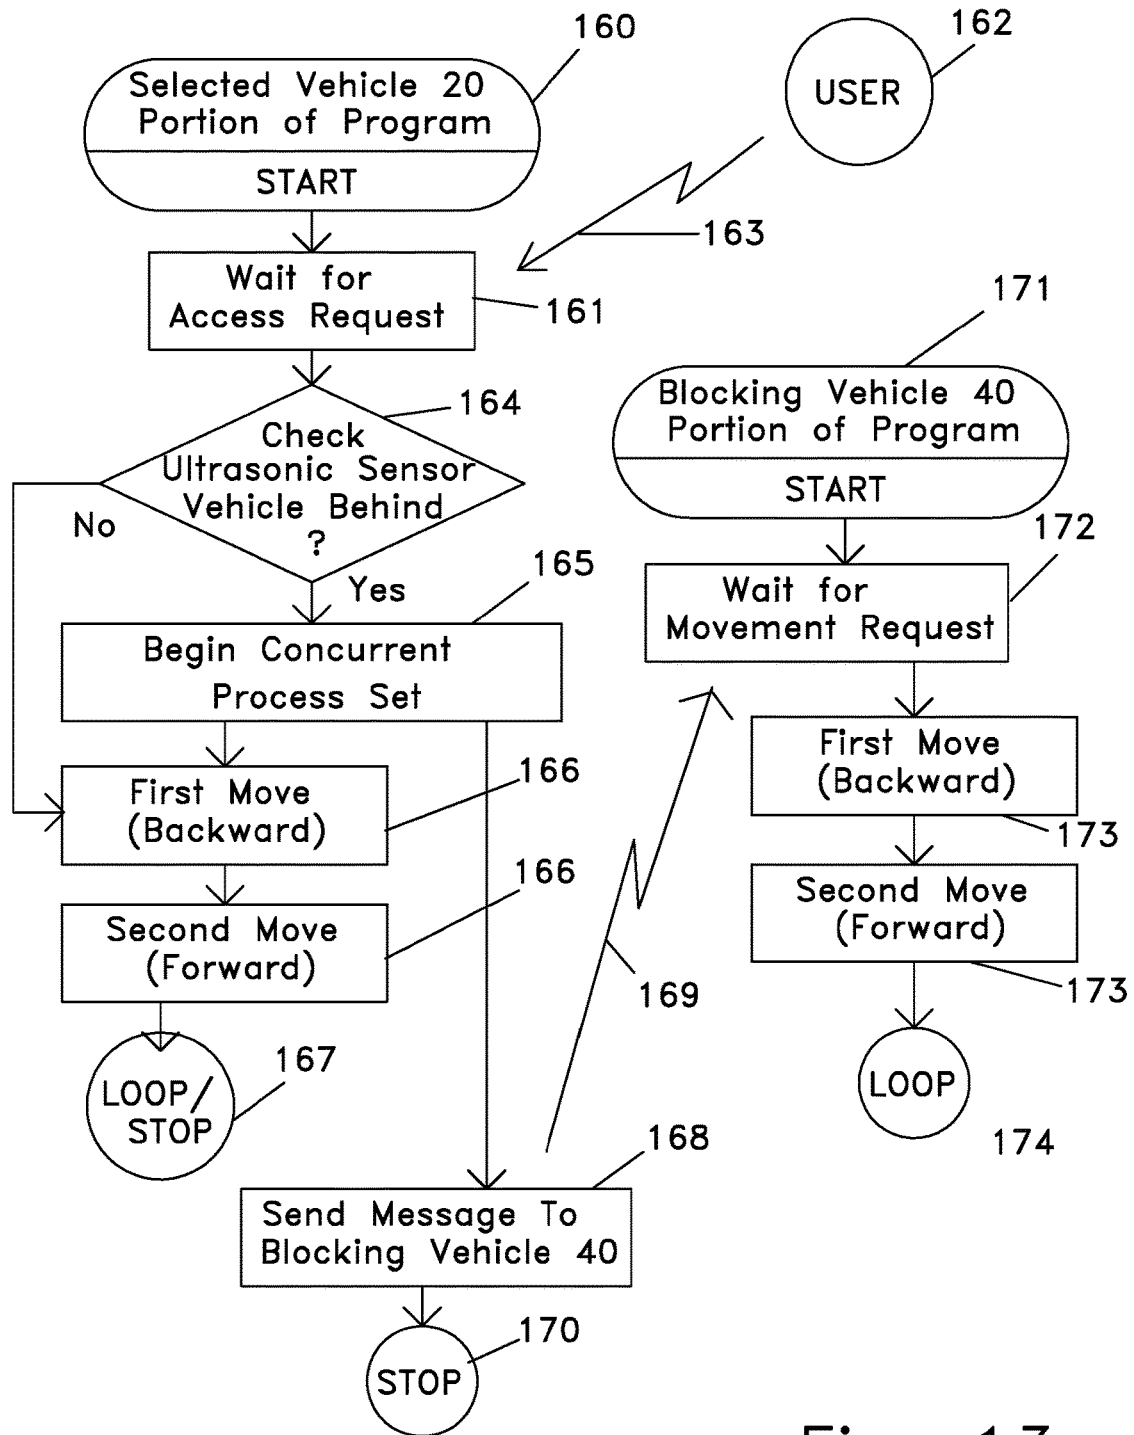 160
162
Selected Vehicle 20
Portion of Program
START
USER
163
Wait for
Access Request
161
171
164
Check
Ultrasonic Sensor
Vehicle Behind
?
No
Yes
Blocking Vehicle 40
Portion of Program
START
172
165
Wait for
Movement Request
Begin Concurrent
Process Set
First Move
(Backward)
166
First Move
(Backward)
173
166
Second Move
(Forward)
Second Move
(Forward)
173
169
167
LOOP/
STOP
LOOP
174
168
Send Message To
Blocking Vehicle 40
170
STOP